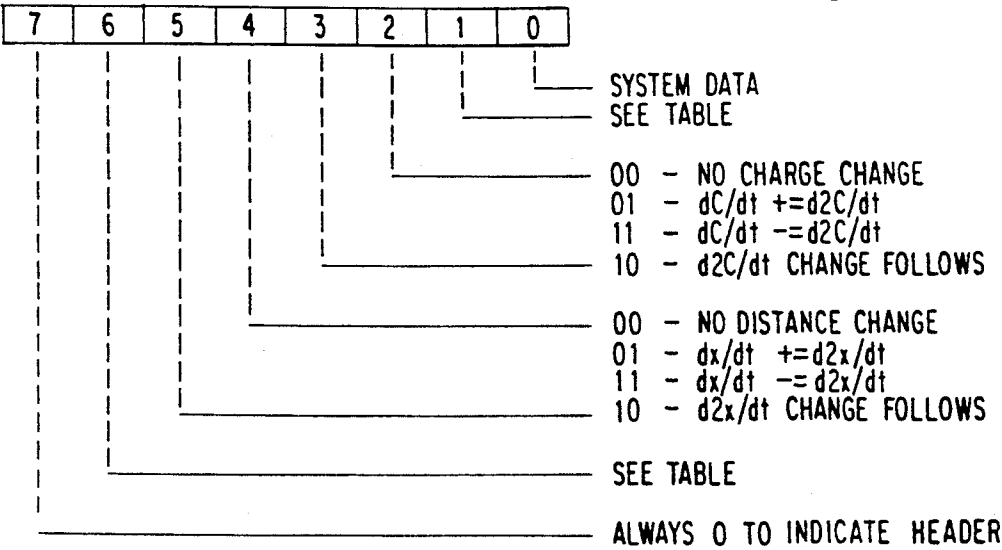 7 6 5 4 3 2 1 0
SYSTEM DATA
SEE TABLE
00 - NO CHARGE CHANGE
01 - dC/dt +=d2C/dt
11 - dC/dt -=d2C/dt
10 - d2C/dt CHANGE FOLLOWS
00 - NO DISTANCE CHANGE
01 - dx/dt +=d2x/dt
11 - dx/dt -=d2x/dt
10 - d2x/dt CHANGE FOLLOWS
SEE TABLE
ALWAYS 0 TO INDICATE HEADER